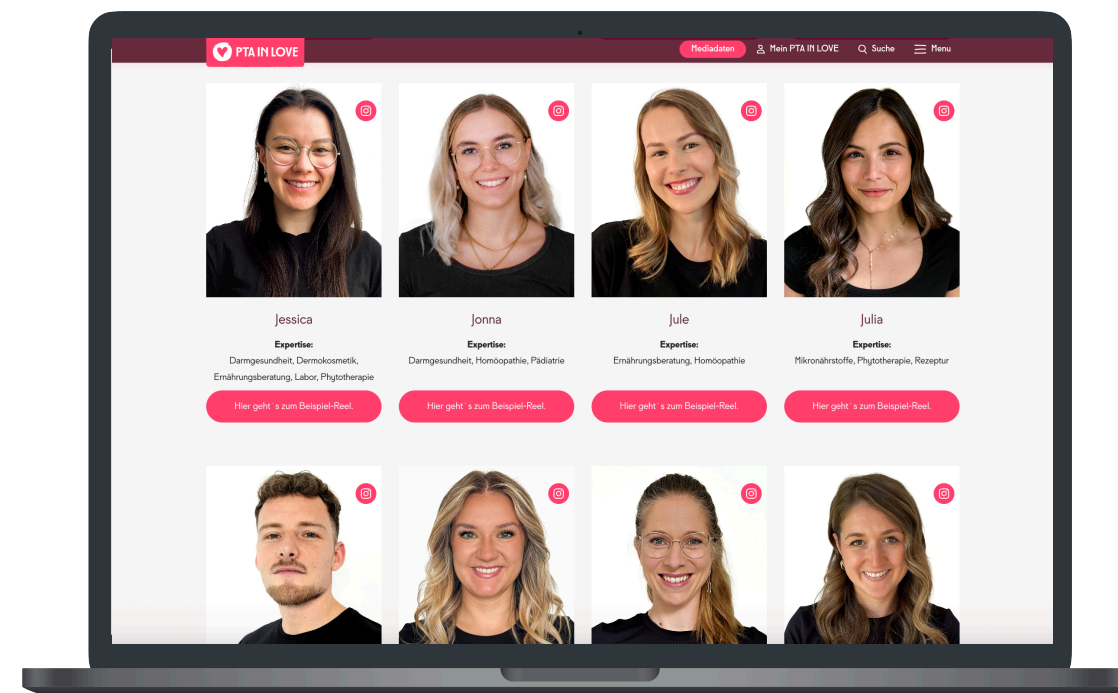 PTA IN LOVE
Mediadaten
Mein PTA IN LOVE
Suche
Menu
Jessica
Expertise:
Darmgesundheit, Dermokosmetik,
Ernährungsberatung, Labor, Phytotherapie
Hier geht´s zum Beispiel-Reel.
Jonna
Expertise:
Darmgesundheit, Homöopathie, Pädiatrie
Hier geht´s zum Beispiel-Reel.
Jule
Expertise:
Ernährungsberatung, Homöopathie
Hier geht´s zum Beispiel-Reel.
Julia
Expertise:
Mikronährstoffe, Phytotherapie, Rezeptur
Hier geht´s zum Beispiel-Reel.